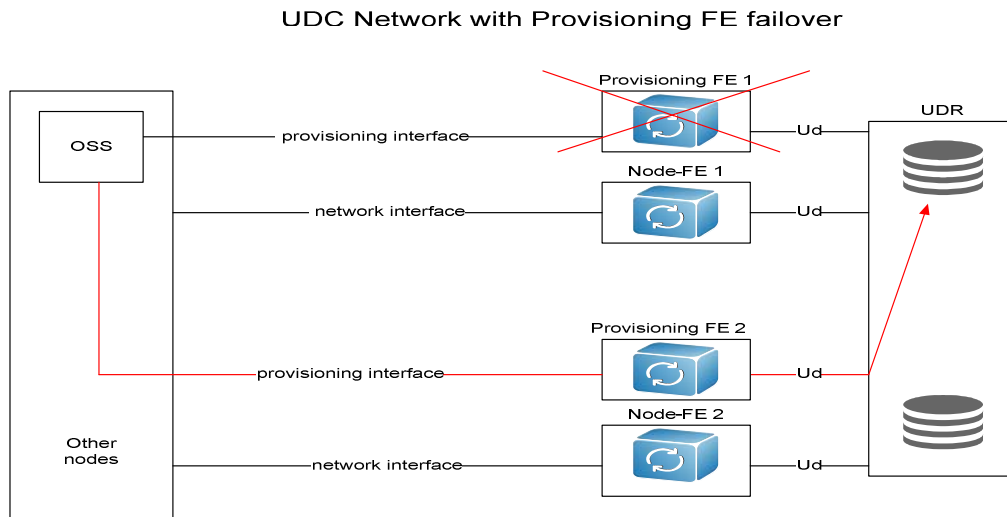 UDC Network with Provisioning FE failover
Provisioning FE 1
UDR
OSS
provisioning interface
Ud
Node-FE 1
network interface
Ud
Provisioning FE 2
provisioning interface
Ud
Node-FE 2
Other
nodes
network interface
Ud